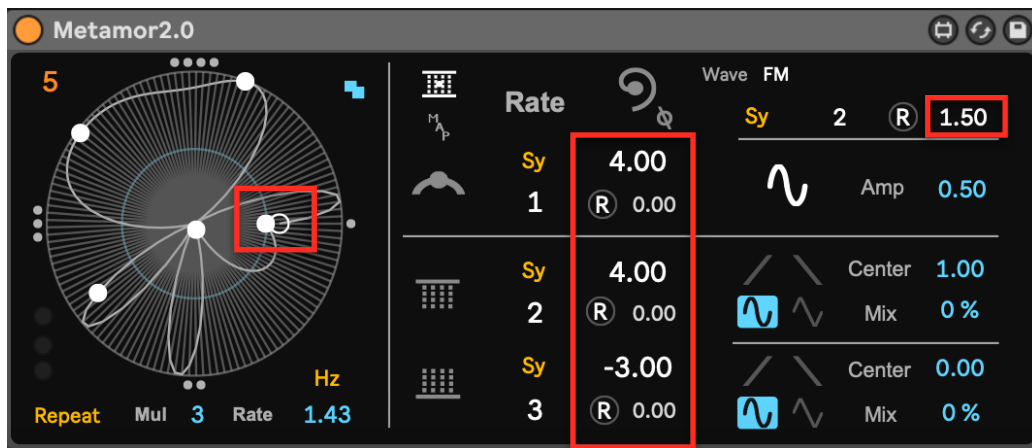 Metamor2.0
5
Repeat Mul 3 Rate 1.43
Hz
MAP
Rate
Sy 4.00
1 R 0.00
Sy 4.00
2 R 0.00
Sy -3.00
3 R 0.00
Wave FM
Sy 2 R 1.50
Amp 0.50
Center 1.00
Mix 0 %
Center 0.00
Mix 0 %